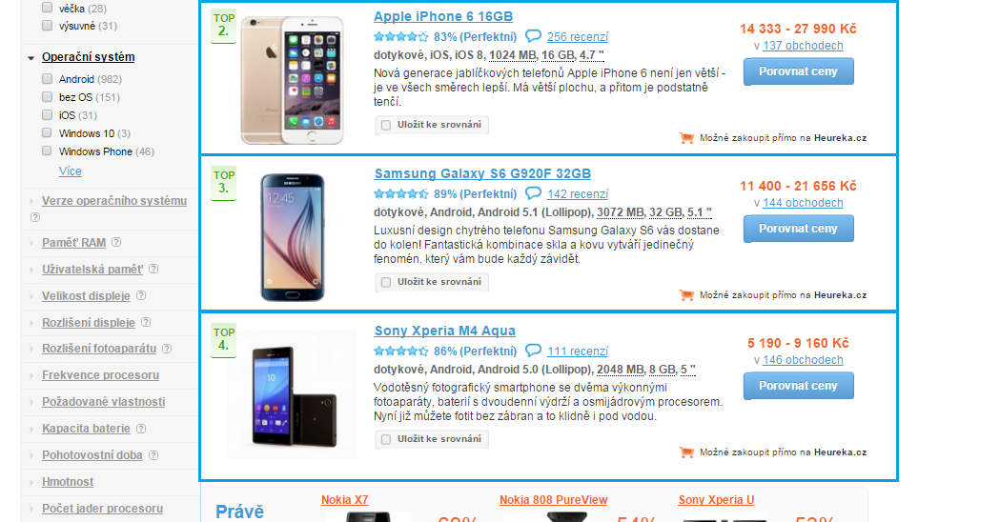 véčka (28)
výsuvné (31)
Operační systém
Android (982)
bez OS (151)
iOS (31)
Windows 10 (3)
Windows Phone (46)
Více
Verze operačního systému
?
Paměť RAM ?
Uživatelská paměť ?
Velikost displeje ?
Rozlišení displeje ?
Rozlišení fotoaparátu ?
Frekvence procesoru
Požadované vlastnosti
Kapacita baterie ?
Pohotovostní doba ?
Hmotnost
Počet jader procesoru
TOP
2.
Apple iPhone 6 16GB
83% (Perfektní) 256 recenzí
dotykové, iOS, iOS 8, 1024 MB, 16 GB, 4.7 "
Nová generace jablíčkových telefonů Apple iPhone 6 není jen větší -
je ve všech směrech lepší. Má větší plochu, a přitom je podstatně
tenčí.
Uložit ke srovnání
14 333 - 27 990 Kč
v 137 obchodech
Porovnat ceny
Možné zakoupit přímo na Heureka.cz
TOP
3.
12:45
Samsung Galaxy S6 G920F 32GB
89% (Perfektní) 142 recenzí
dotykové, Android, Android 5.1 (Lollipop), 3072 MB, 32 GB, 5.1 "
Luxusní design chytrého telefonu Samsung Galaxy S6 vás dostane
do kolen! Fantastická kombinace skla a kovu vytváří jedinečný
fenomén, který vám bude každý závidět.
Uložit ke srovnání
11 400 - 21 656 Kč
v 144 obchodech
Porovnat ceny
Možné zakoupit přímo na Heureka.cz
TOP
4.
Sony Xperia M4 Aqua
86% (Perfektní) 111 recenzí
dotykové, Android, Android 5.0 (Lollipop), 2048 MB, 8 GB, 5 "
Vodotěsný fotografický smartphone se dvěma výkonnými
fotoaparáty, baterií s dvoudenní výdrží a osmijádrovým procesorem.
Nyní již můžete fotit bez zábran a to klidně i pod vodou.
Uložit ke srovnání
5 190 - 9 160 Kč
v 146 obchodech
Porovnat ceny
Možné zakoupit přímo na Heureka.cz
Právě
Nokia X7
Nokia 808 PureView
Sony Xperia U